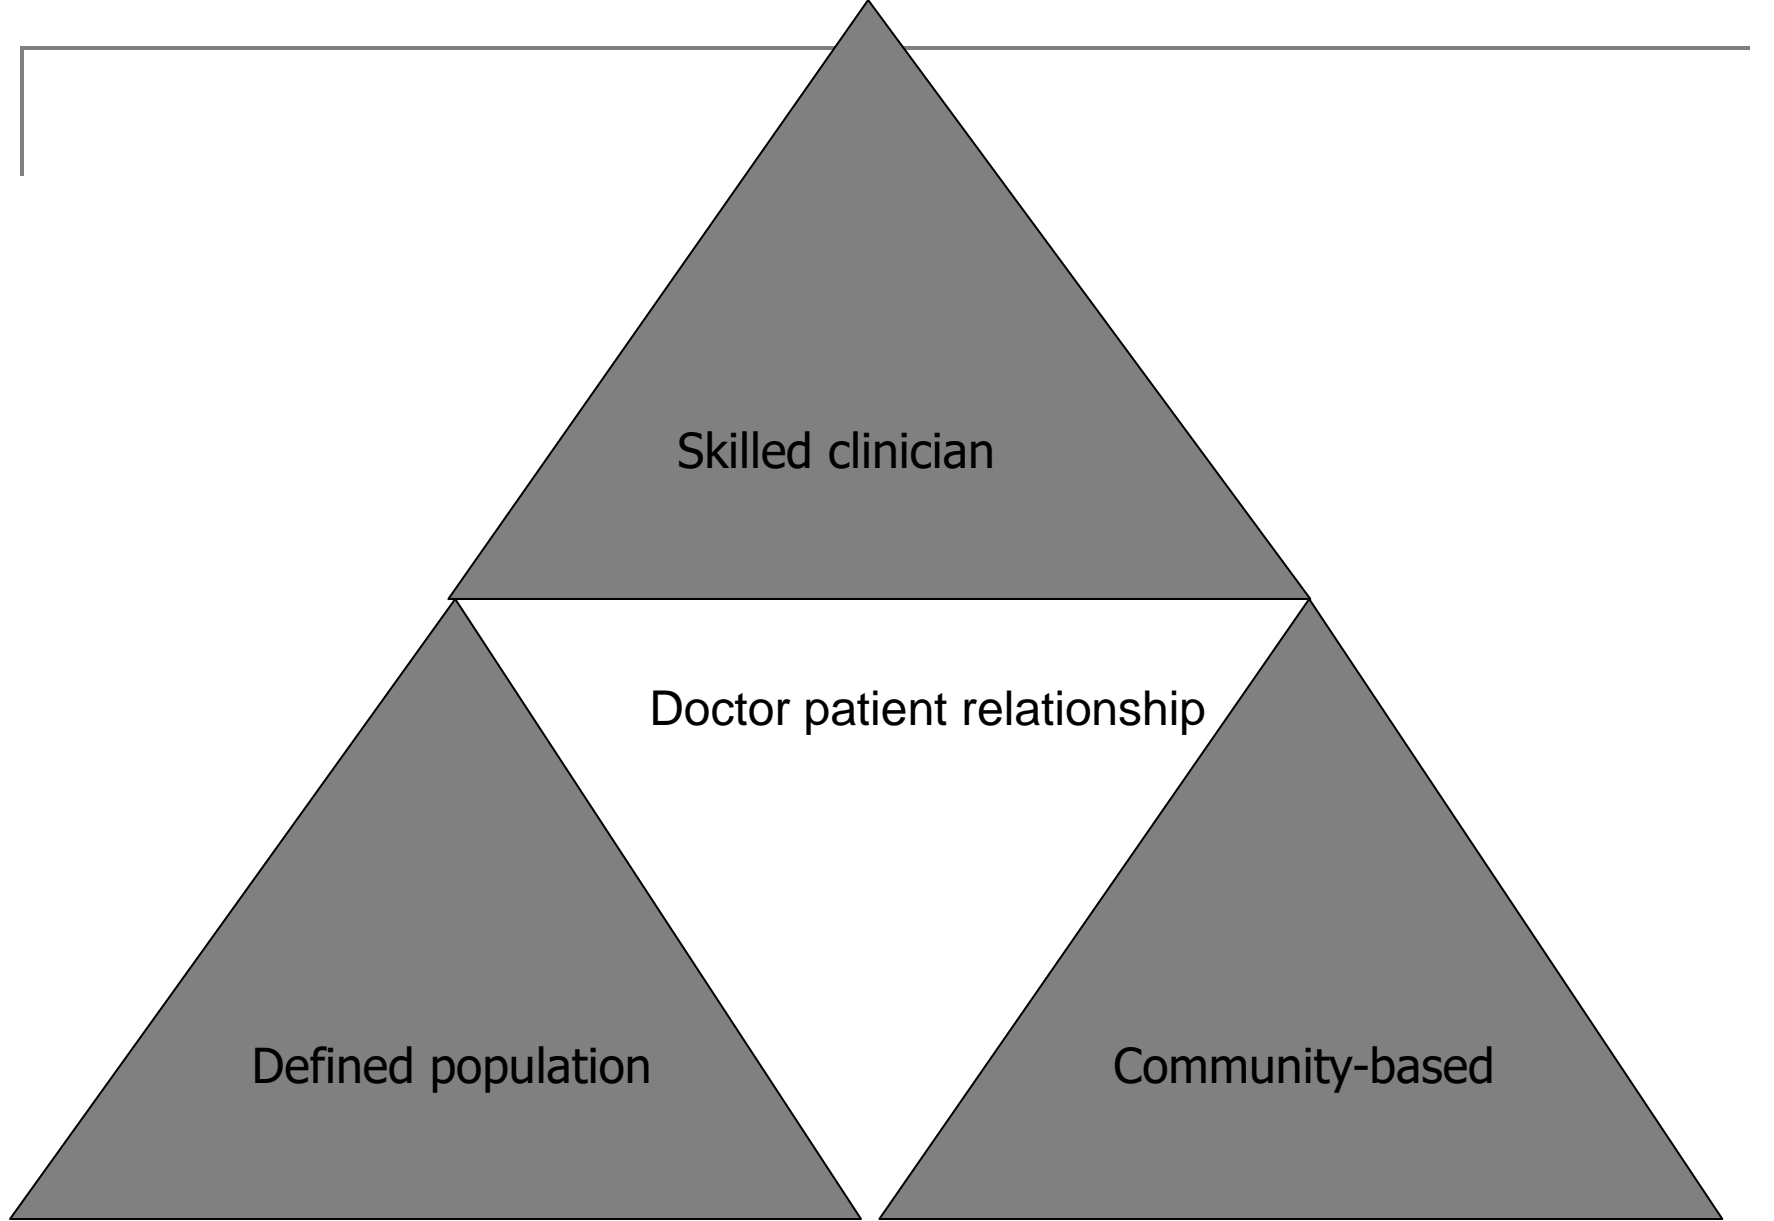 Skilled clinician
Doctor patient relationship
Defined population
Community-based